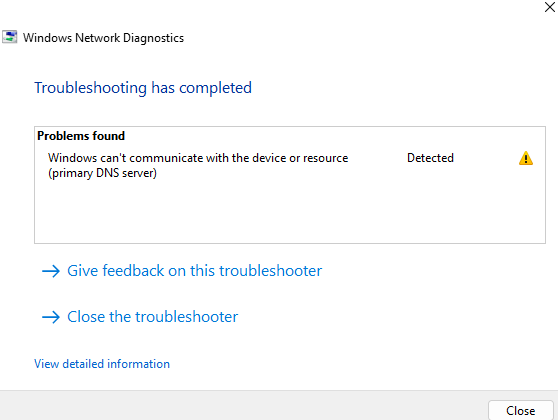 Windows Network Diagnostics
Troubleshooting has completed
Problems found
Windows can't communicate with the device or resource Detected
(primary DNS server)
Give feedback on this troubleshooter
Close the troubleshooter
View detailed information
Close